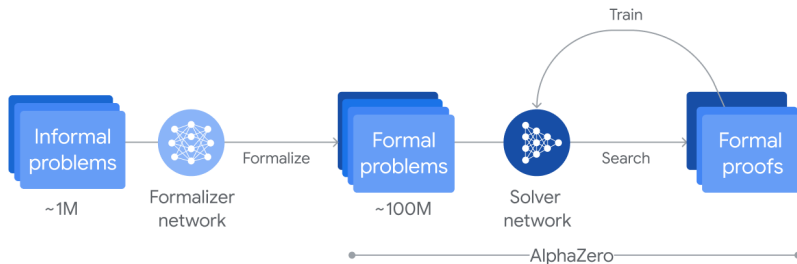 Train
Informal
problems
Formalize
Formal
problems
Search
Formal
proofs
Formalizer
network
Solver
network
~1M
~100M
AlphaZero